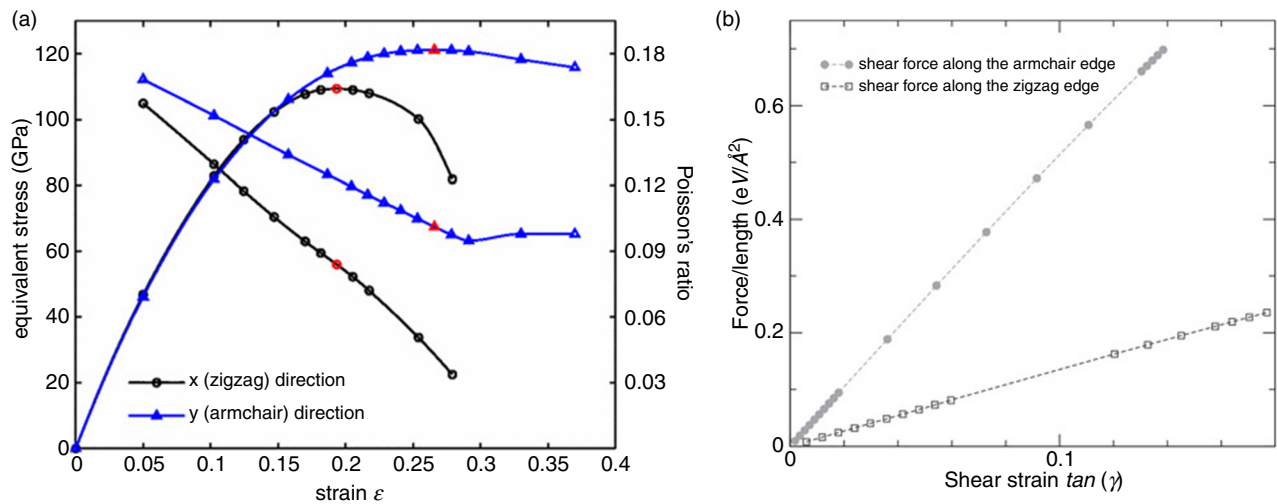 (a)
120
100
80
60
40
20
0
equivalent stress (GPa)
0.18
0.15
0.12
0.09
0.06
0.03
Poisson's ratio
x (zigzag) direction
y (armchair) direction
0
0.05
0.1
0.15
0.2
0.25
0.3
0.35
0.4
strain ε
(b)
0.6
0.4
0.2
0
Force/length (eV/Å²)
shear force along the armchair edge
shear force along the zigzag edge
0
0.1
Shear strain tan (γ)